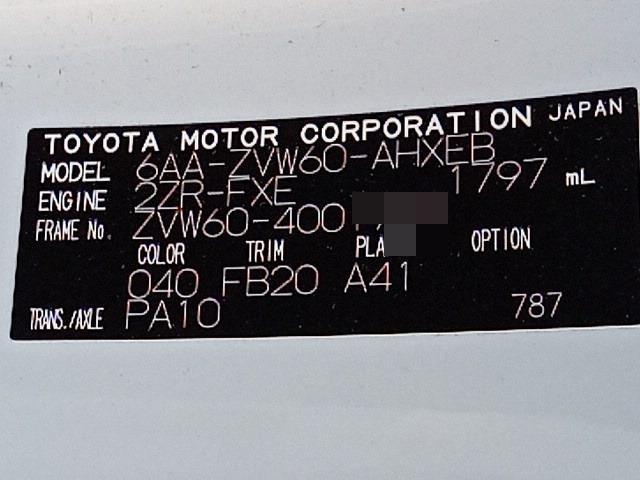 TOYOTA MOTOR CORPORATION JAPAN
MODEL 6AA-ZVW60-AHXEB
ENGINE 2ZR-FXE 1797 mL
FRAME No. ZVW60-400
COLOR TRIM PLA OPTION
040 FB20 A41
TRANS./AXLE PA10 787